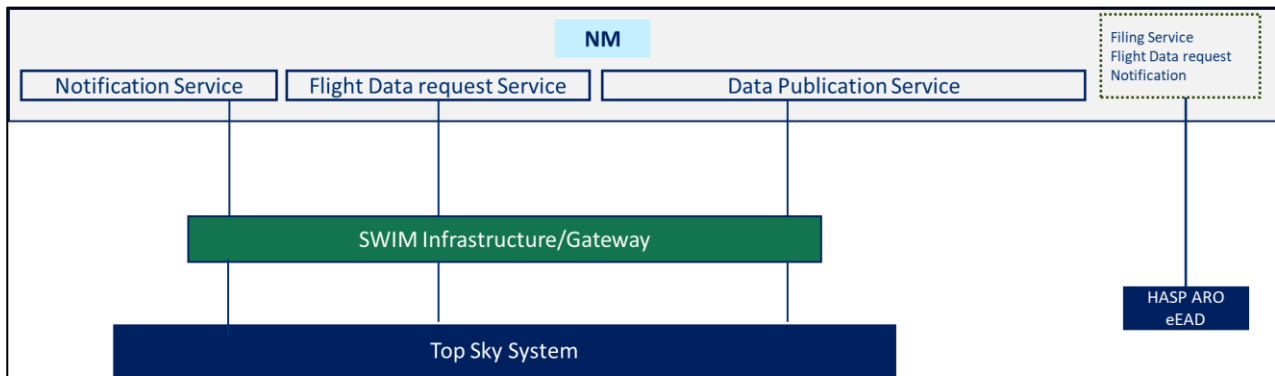 NM
Filing Service
Flight Data request
Notification
Notification Service
Flight Data request Service
Data Publication Service
SWIM Infrastructure/Gateway
HASP ARO
eEAD
Top Sky System